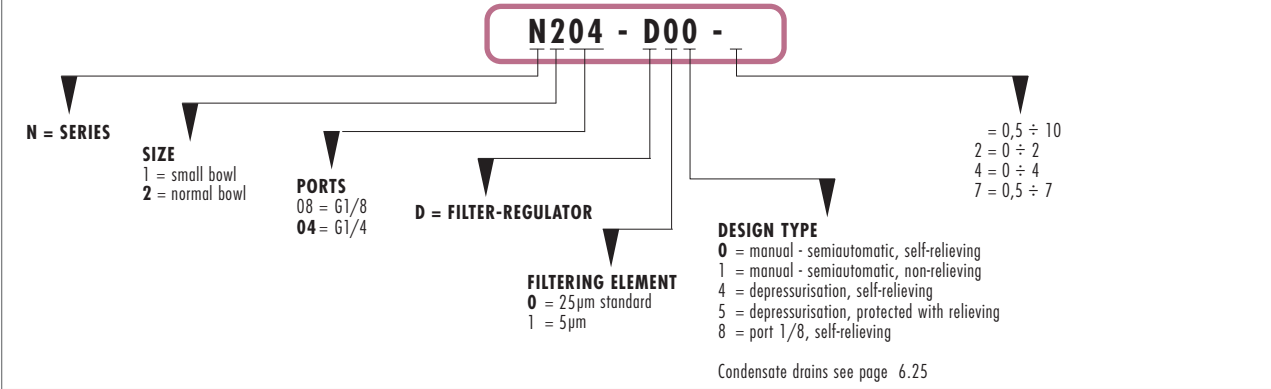 N204 - D00 -
N = SERIES
SIZE
1 = small bowl
2 = normal bowl
PORTS
08 = G1/8
04 = G1/4
D = FILTER-REGULATOR
FILTERING ELEMENT
0 = 25µm standard
1 = 5µm
DESIGN TYPE
0 = manual - semiautomatic, self-relieving
1 = manual - semiautomatic, non-relieving
4 = depressurisation, self-relieving
5 = depressurisation, protected with relieving
8 = port 1/8, self-relieving
Condensate drains see page 6.25
= 0,5 ÷ 10
2 = 0 ÷ 2
4 = 0 ÷ 4
7 = 0,5 ÷ 7